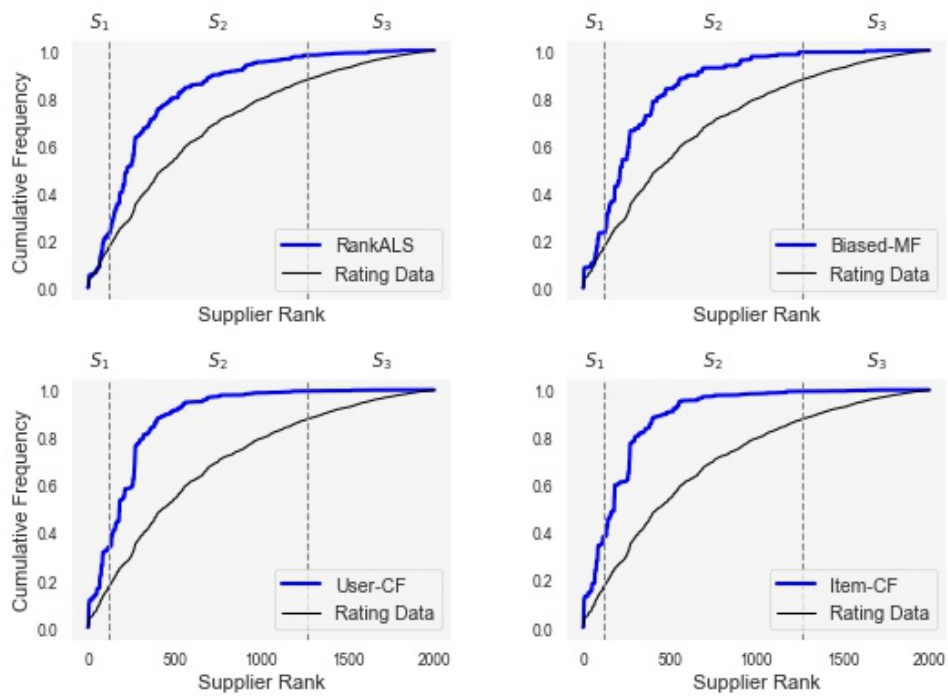 S1 S2 S3
S1 S2 S3
1.0
0.8
0.6
0.4
0.2
0.0
Cumulative Frequency
RankALS
Rating Data
Supplier Rank
1.0
0.8
0.6
0.4
0.2
0.0
Biased-MF
Rating Data
Supplier Rank
S1 S2 S3
S1 S2 S3
1.0
0.8
0.6
0.4
0.2
0.0
Cumulative Frequency
User-CF
Rating Data
0 500 1000 1500 2000
Supplier Rank
1.0
0.8
0.6
0.4
0.2
0.0
Item-CF
Rating Data
0 500 1000 1500 2000
Supplier Rank